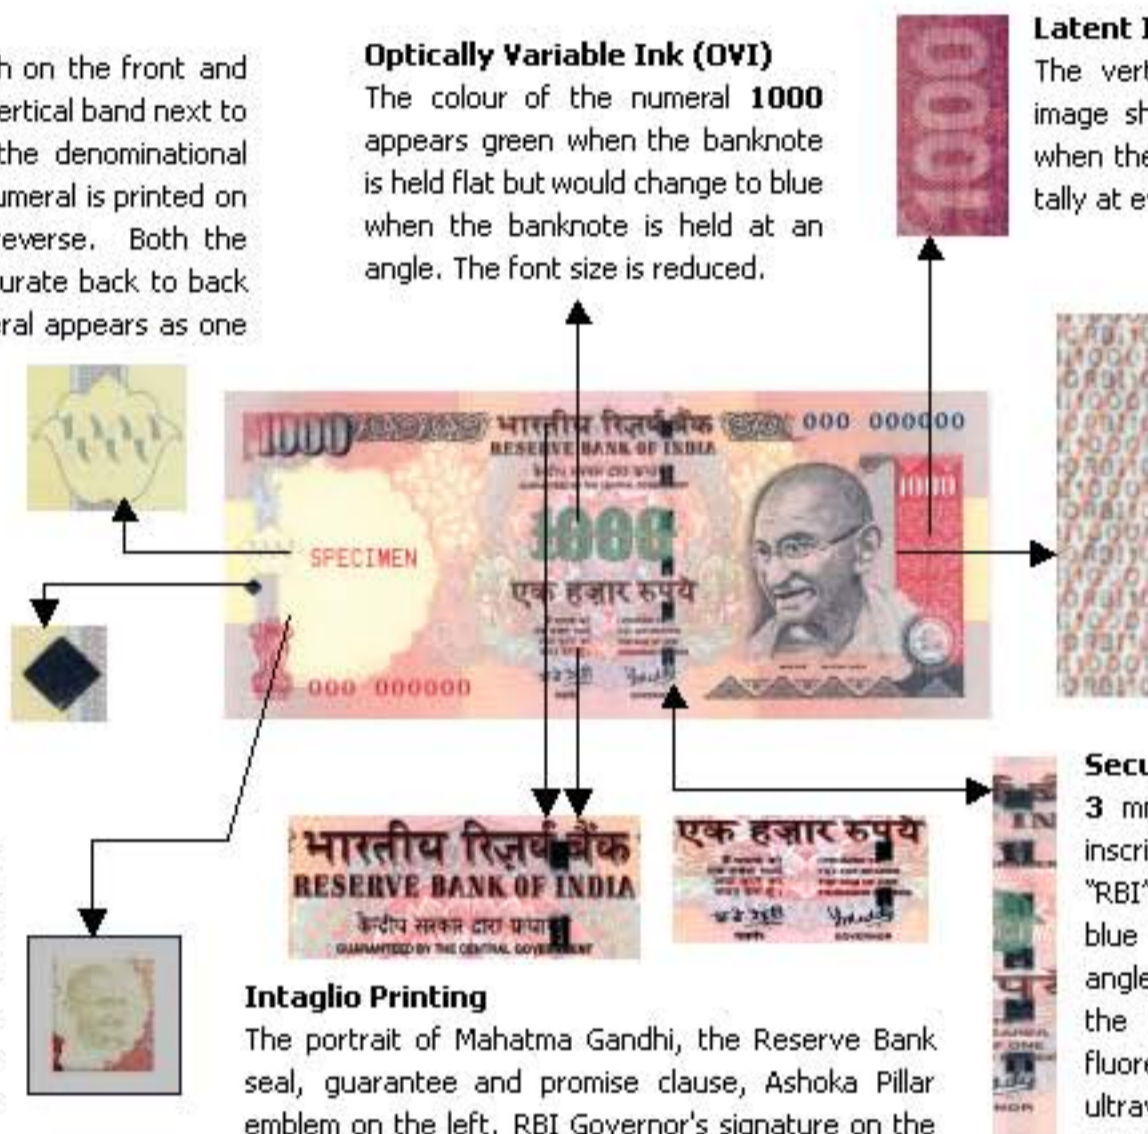 h on the front and
ertical band next to
the denominational
umeral is printed on
reverse. Both the
urate back to back
eral appears as one
Optically Variable Ink (OVI)
The colour of the numeral 1000
appears green when the banknote
is held flat but would change to blue
when the banknote is held at an
angle. The font size is reduced.
1000
Latent I
The vert
image sh
when the
tally at e
1000
भारतीय रिज़र्व बैंक
000 000000
RESERVE BANK OF INDIA
1000
1000
SPECIMEN
एक हज़ार रुपये
000 000000
भारतीय रिज़र्व बैंक
RESERVE BANK OF INDIA
केन्द्रीय सरकार द्वारा
GUARANTEED BY THE CENTRAL GOVERNMENT
एक हज़ार रुपये
GOVERNOR
Intaglio Printing
The portrait of Mahatma Gandhi, the Reserve Bank
seal, guarantee and promise clause, Ashoka Pillar
emblem on the left, RBI Governor's signature on the
Secu
3 m
inscri
"RBI"
blue
angle
the
fluore
ultra